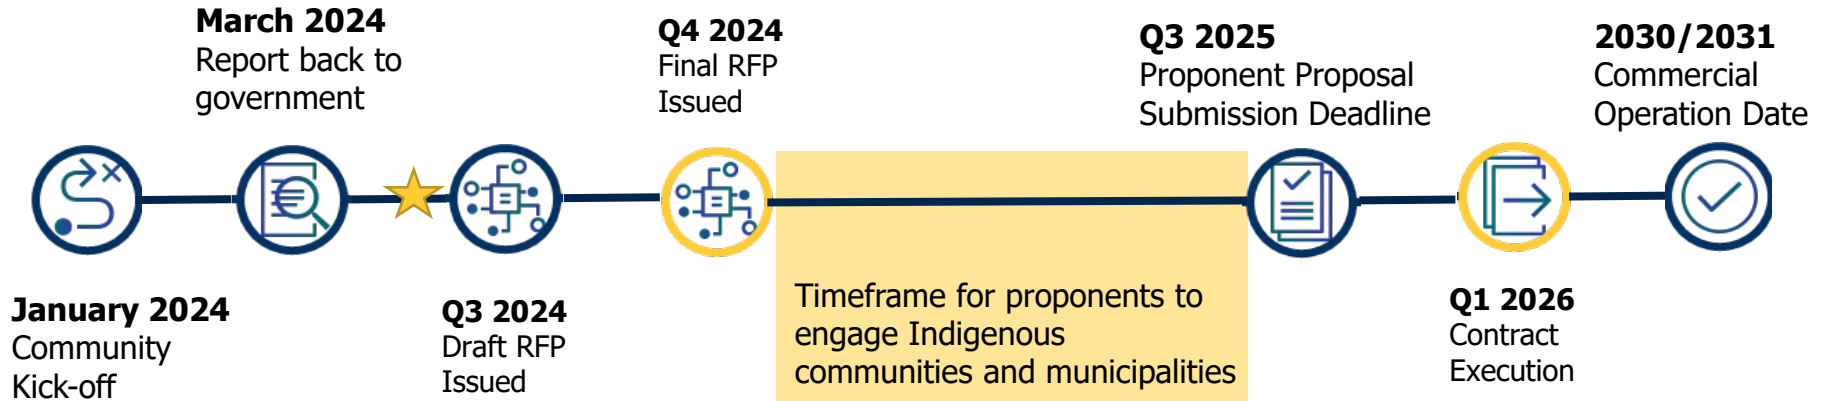 January 2024
Community
Kick-off
March 2024
Report back to
government
Q3 2024
Draft RFP
Issued
Q4 2024
Final RFP
Issued
Timeframe for proponents to
engage Indigenous
communities and municipalities
Q3 2025
Proponent Proposal
Submission Deadline
Q1 2026
Contract
Execution
2030/2031
Commercial
Operation Date